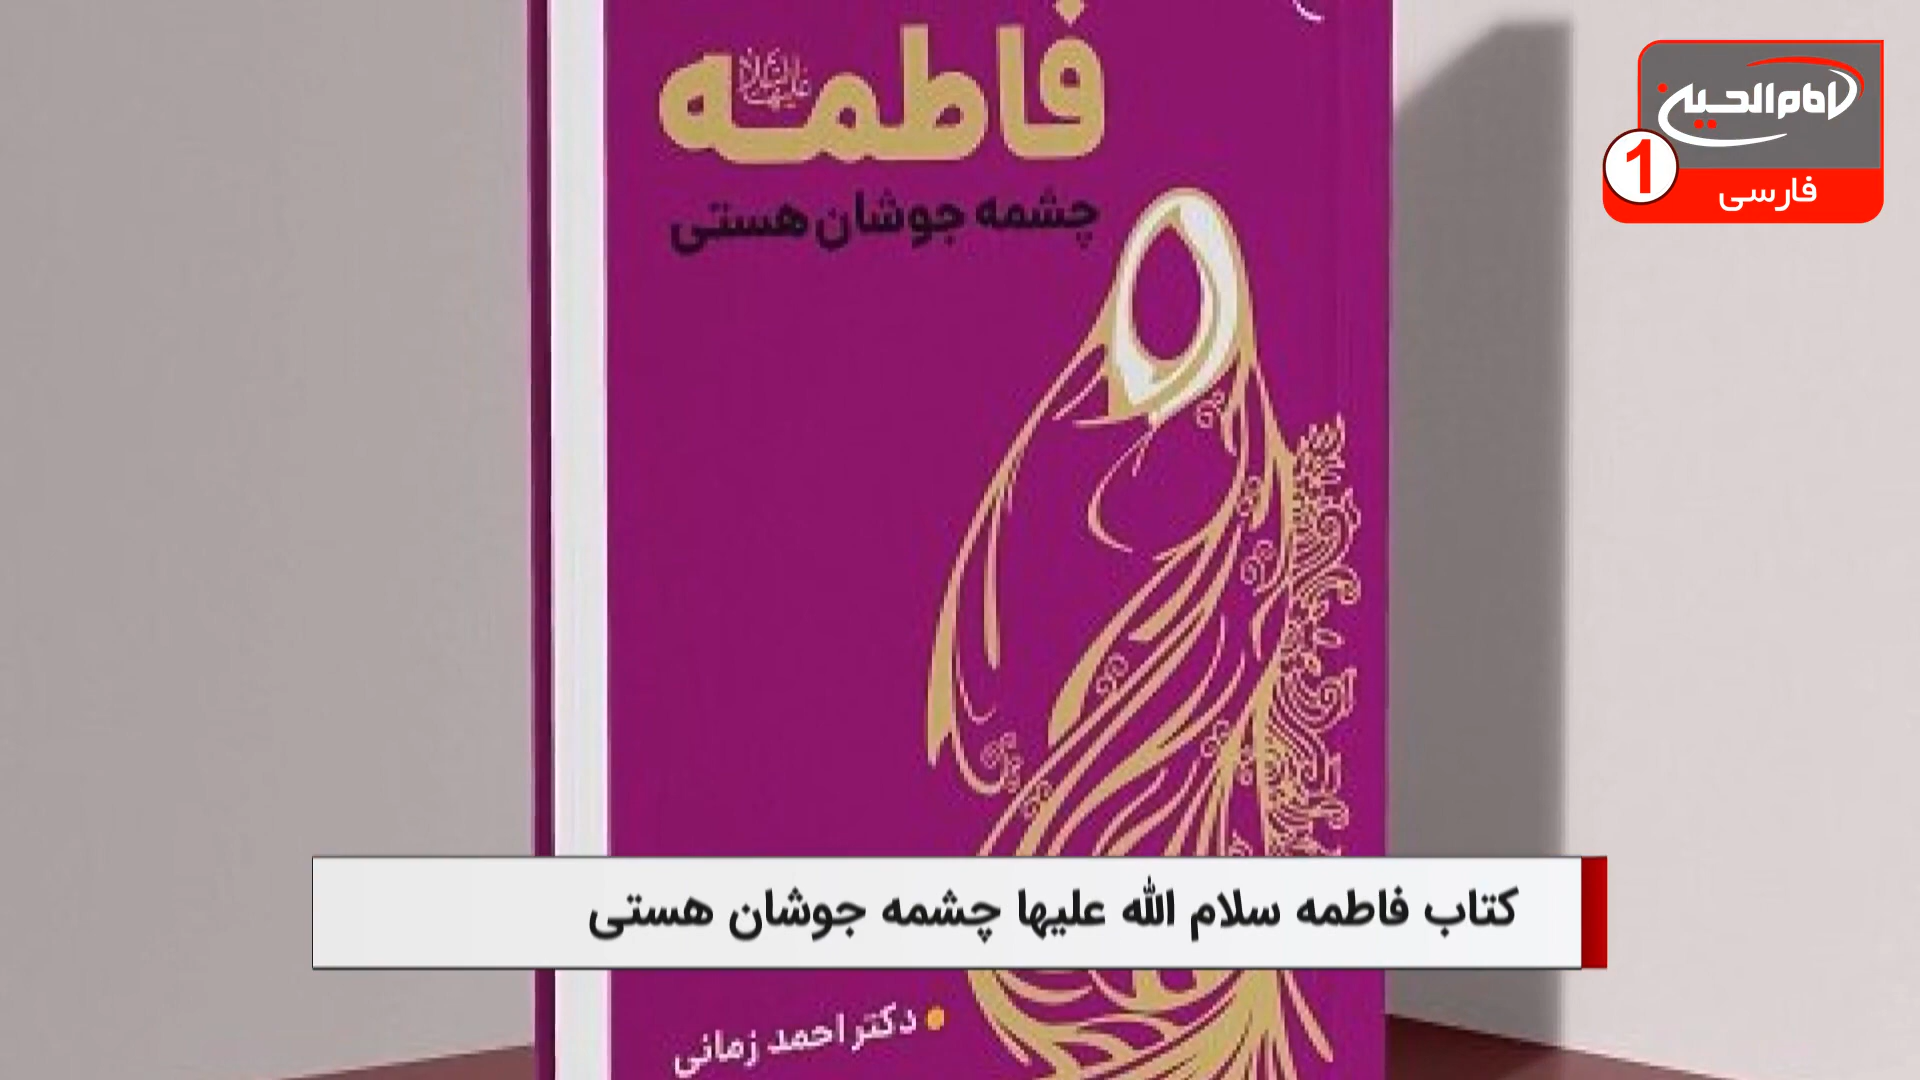 فاطمه
علیها السلام
چشمه جوشان هستی
امام الحسین
1
فارسی
کتاب فاطمه سلام الله علیها چشمه جوشان هستی
دکتر احمد زمانی